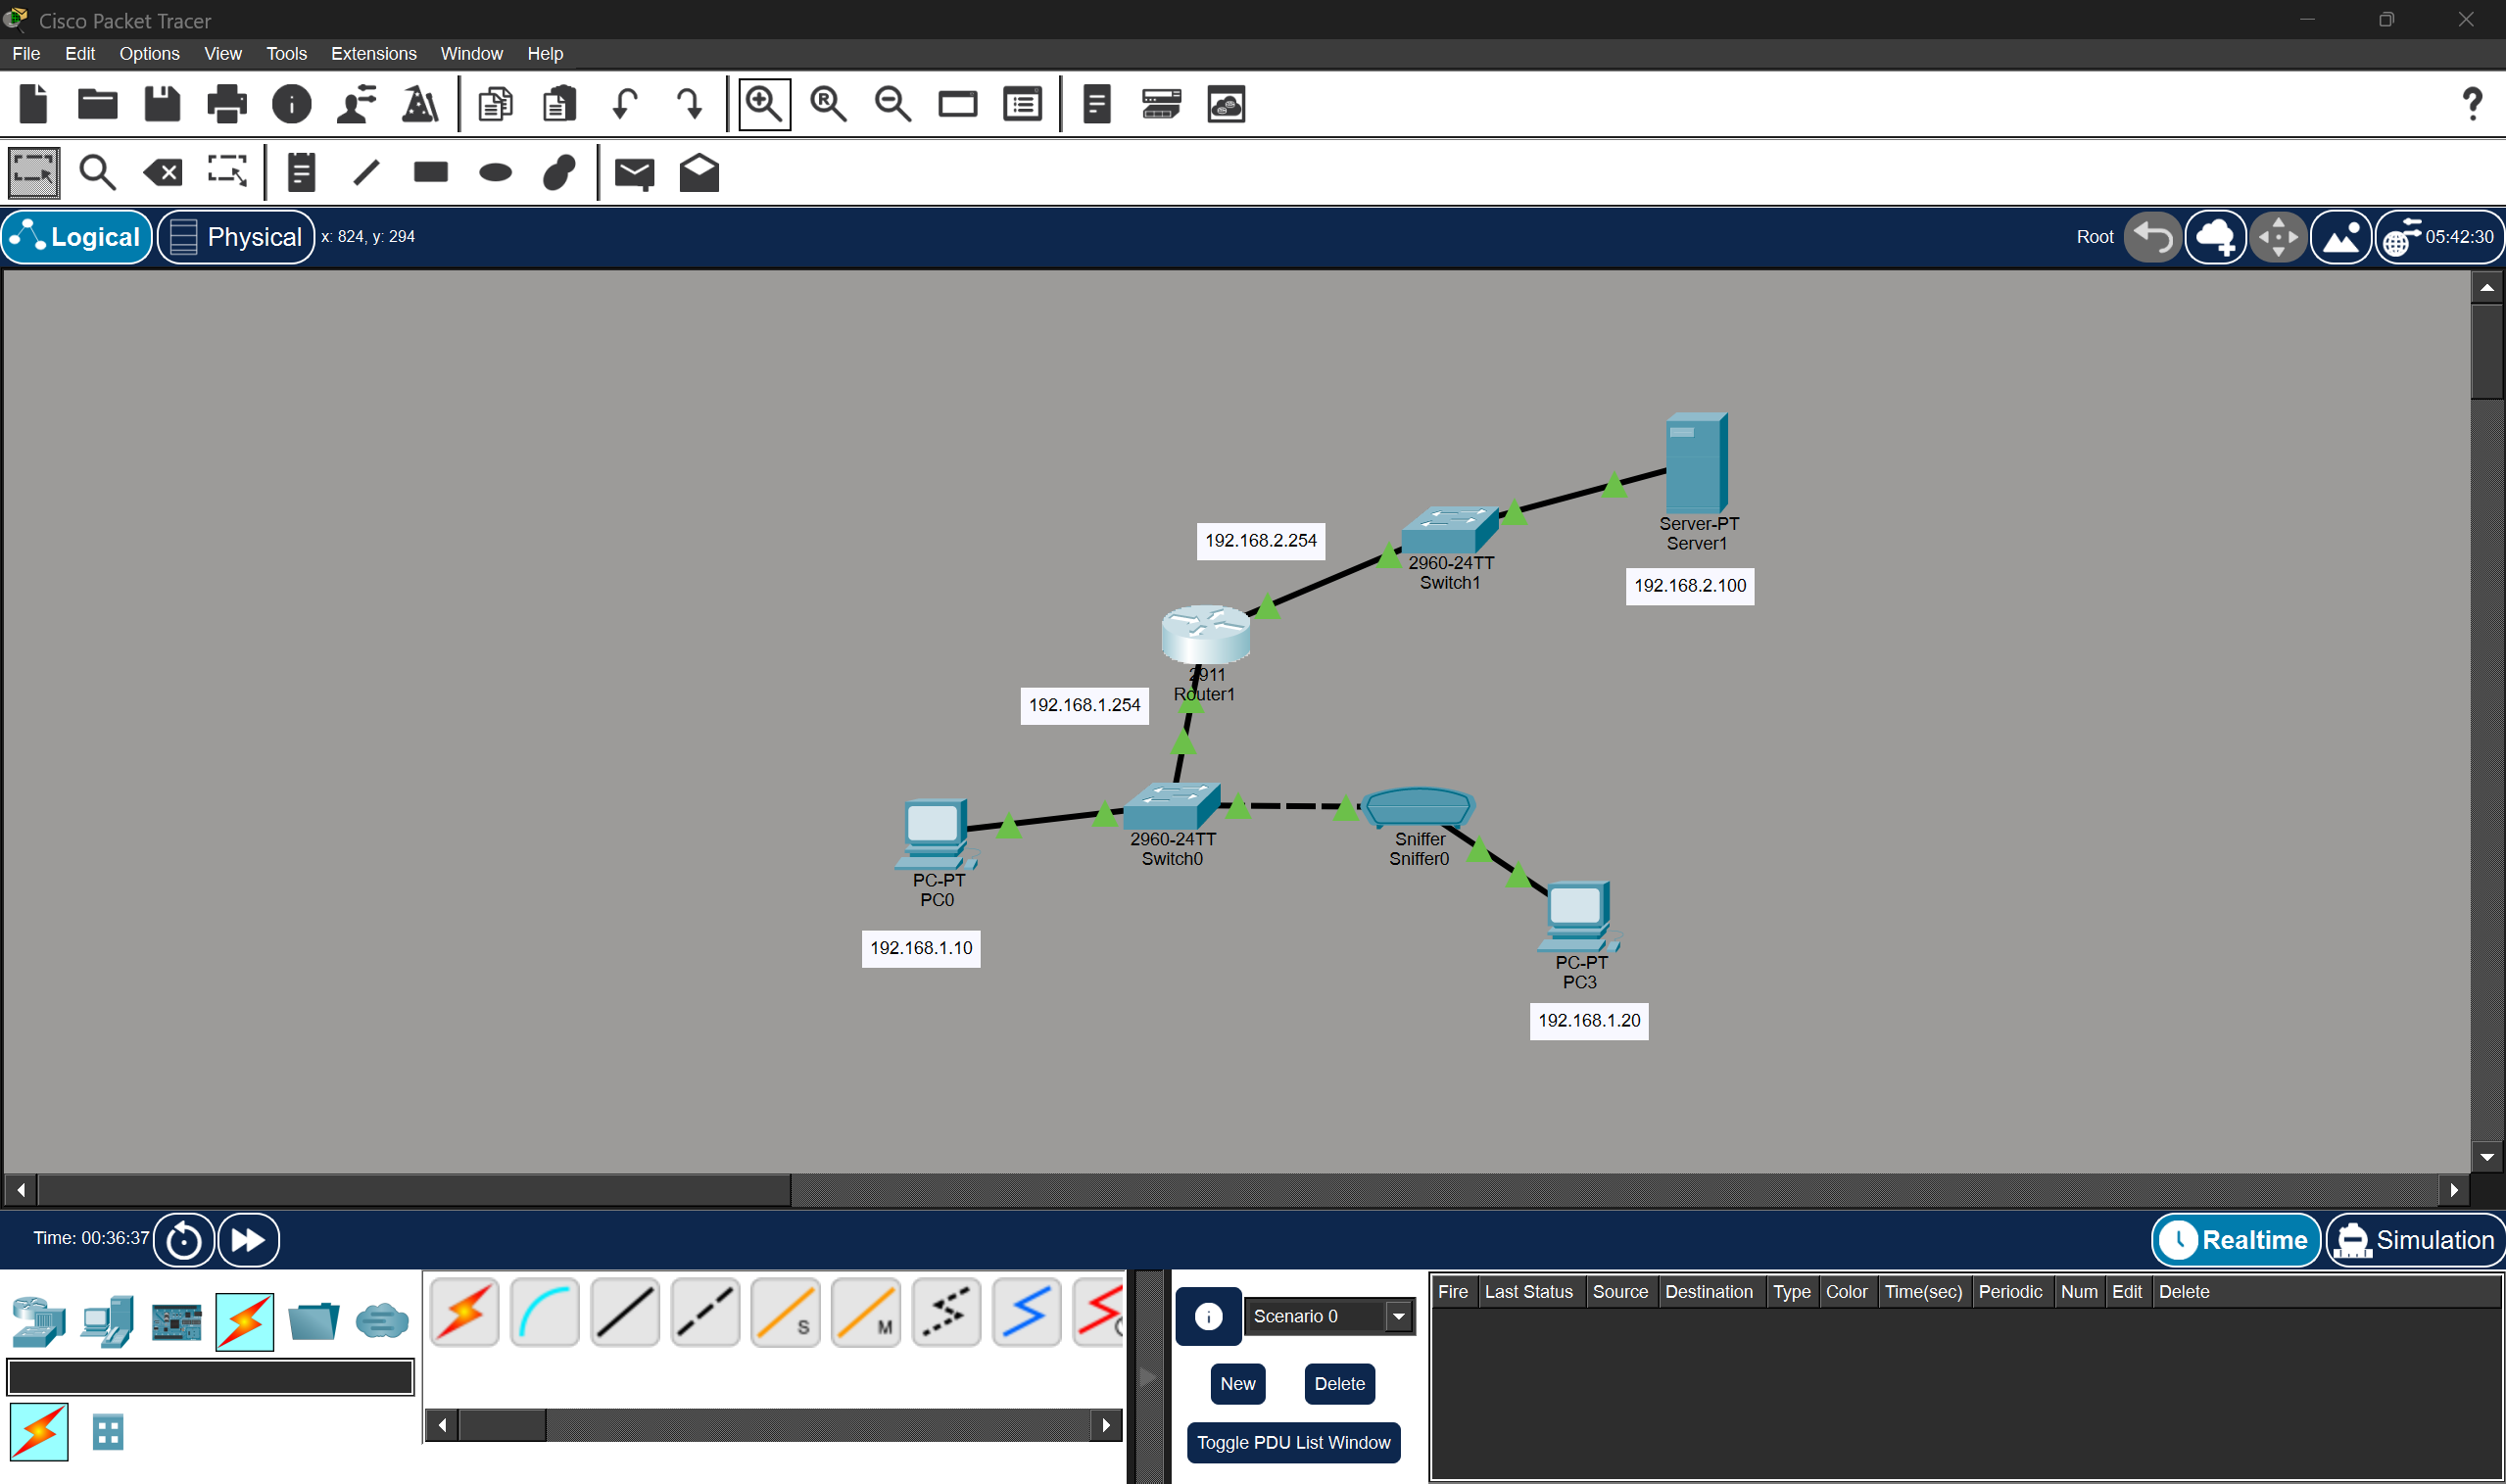 Cisco Packet Tracer
File Edit Options View Tools Extensions Window Help
Logical Physical x: 824, y: 294 Root 05:42:30
Server-PT
Server1
192.168.2.100
192.168.2.254
2960-24TT
Switch1
2911
Router1
192.168.1.254
2960-24TT
Switch0
Sniffer
Sniffer0
PC-PT
PC0
192.168.1.10
PC-PT
PC3
192.168.1.20
Time: 00:36:37 Realtime Simulation
S M
Scenario 0
New Delete
Toggle PDU List Window
Fire Last Status Source Destination Type Color Time(sec) Periodic Num Edit Delete